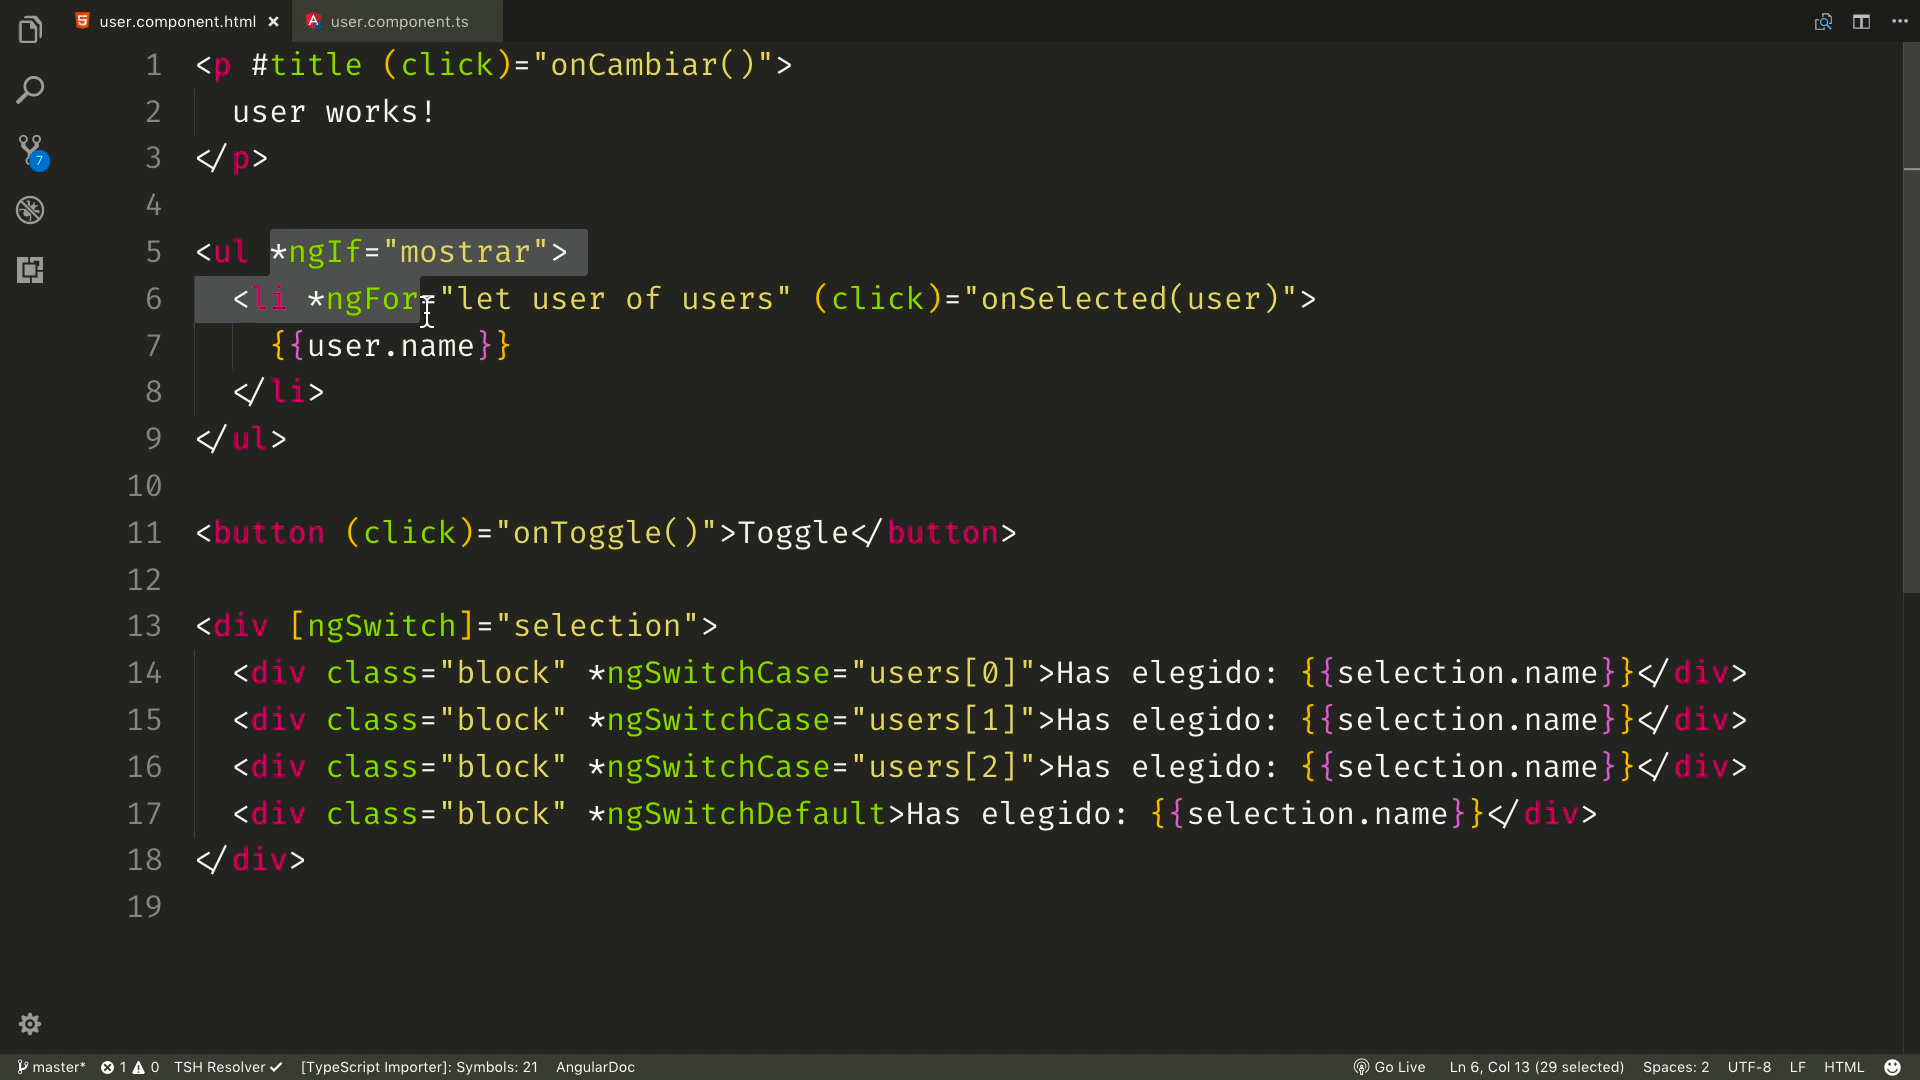 user.component.html
user.component.ts
1 <p #title (click)="onCambiar()">
2 user works!
3 </p>
4
5 <ul *ngIf="mostrar">
6 <li *ngFor="let user of users" (click)="onSelected(user)">
7 {{user.name}}
8 </li>
9 </ul>
10
11 <button (click)="onToggle()">Toggle</button>
12
13 <div [ngSwitch]="selection">
14 <div class="block" *ngSwitchCase="users[0]">Has elegido: {{selection.name}}</div>
15 <div class="block" *ngSwitchCase="users[1]">Has elegido: {{selection.name}}</div>
16 <div class="block" *ngSwitchCase="users[2]">Has elegido: {{selection.name}}</div>
17 <div class="block" *ngSwitchDefault>Has elegido: {{selection.name}}</div>
18 </div>
19
7
master* 1 0 TSH Resolver ✓ [TypeScript Importer]: Symbols: 21 AngularDoc Go Live Ln 6, Col 13 (29 selected) Spaces: 2 UTF-8 LF HTML